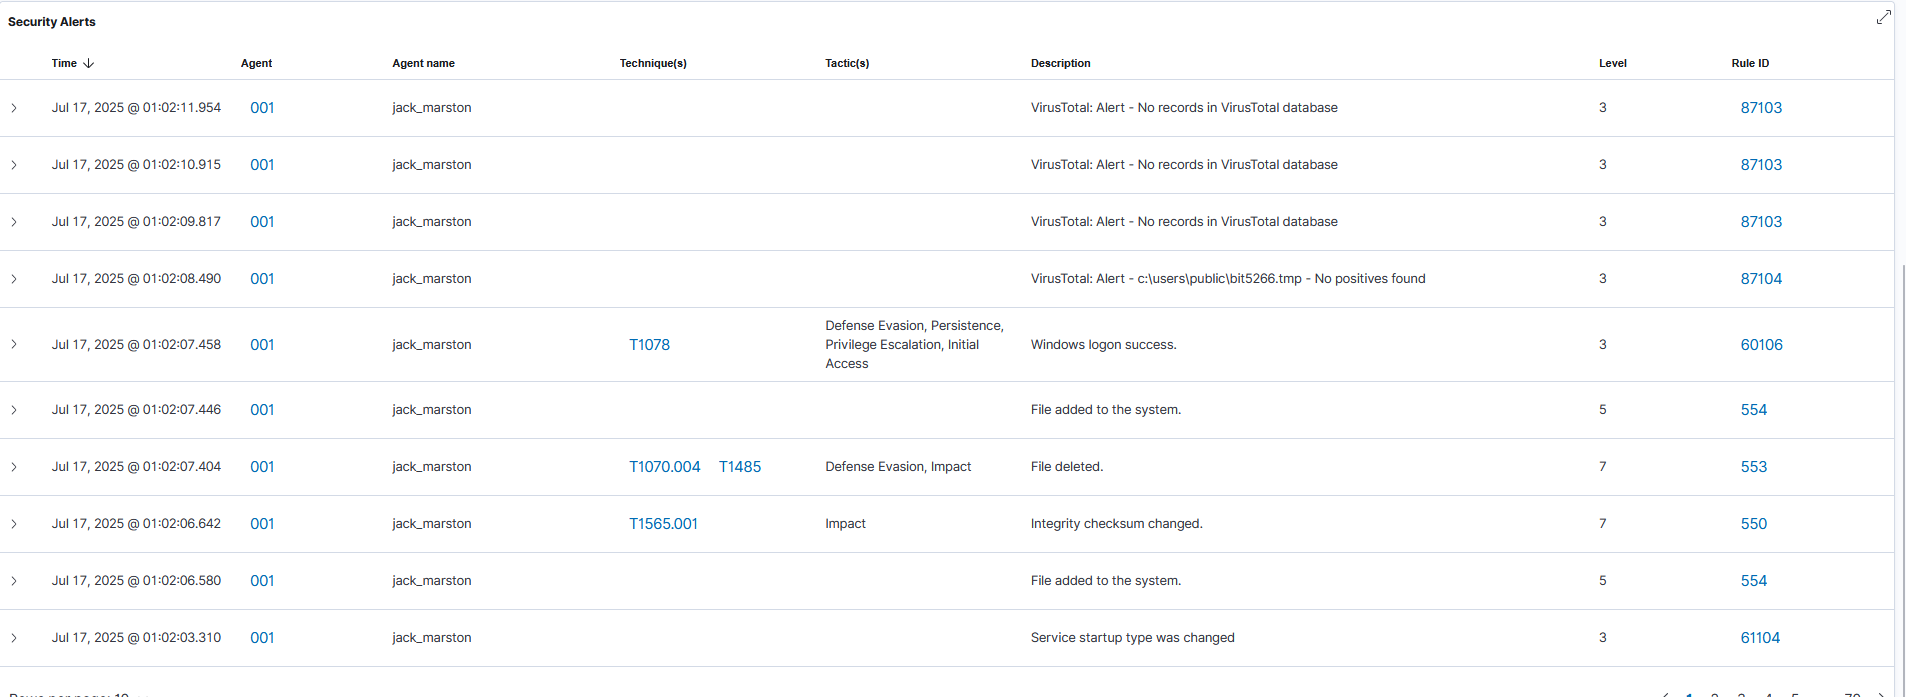 Security Alerts
Time Agent Agent name Technique(s) Tactic(s) Description Level Rule ID
Jul 17, 2025 @ 01:02:11.954 001 jack_marston VirusTotal: Alert - No records in VirusTotal database 3 87103
Jul 17, 2025 @ 01:02:10.915 001 jack_marston VirusTotal: Alert - No records in VirusTotal database 3 87103
Jul 17, 2025 @ 01:02:09.817 001 jack_marston VirusTotal: Alert - No records in VirusTotal database 3 87103
Jul 17, 2025 @ 01:02:08.490 001 jack_marston VirusTotal: Alert - c:\users\public\bit5266.tmp - No positives found 3 87104
Jul 17, 2025 @ 01:02:07.458 001 jack_marston T1078 Defense Evasion, Persistence,
Privilege Escalation, Initial
Access Windows logon success. 3 60106
Jul 17, 2025 @ 01:02:07.446 001 jack_marston File added to the system. 5 554
Jul 17, 2025 @ 01:02:07.404 001 jack_marston T1070.004 T1485 Defense Evasion, Impact File deleted. 7 553
Jul 17, 2025 @ 01:02:06.642 001 jack_marston T1565.001 Impact Integrity checksum changed. 7 550
Jul 17, 2025 @ 01:02:06.580 001 jack_marston File added to the system. 5 554
Jul 17, 2025 @ 01:02:03.310 001 jack_marston Service startup type was changed 3 61104